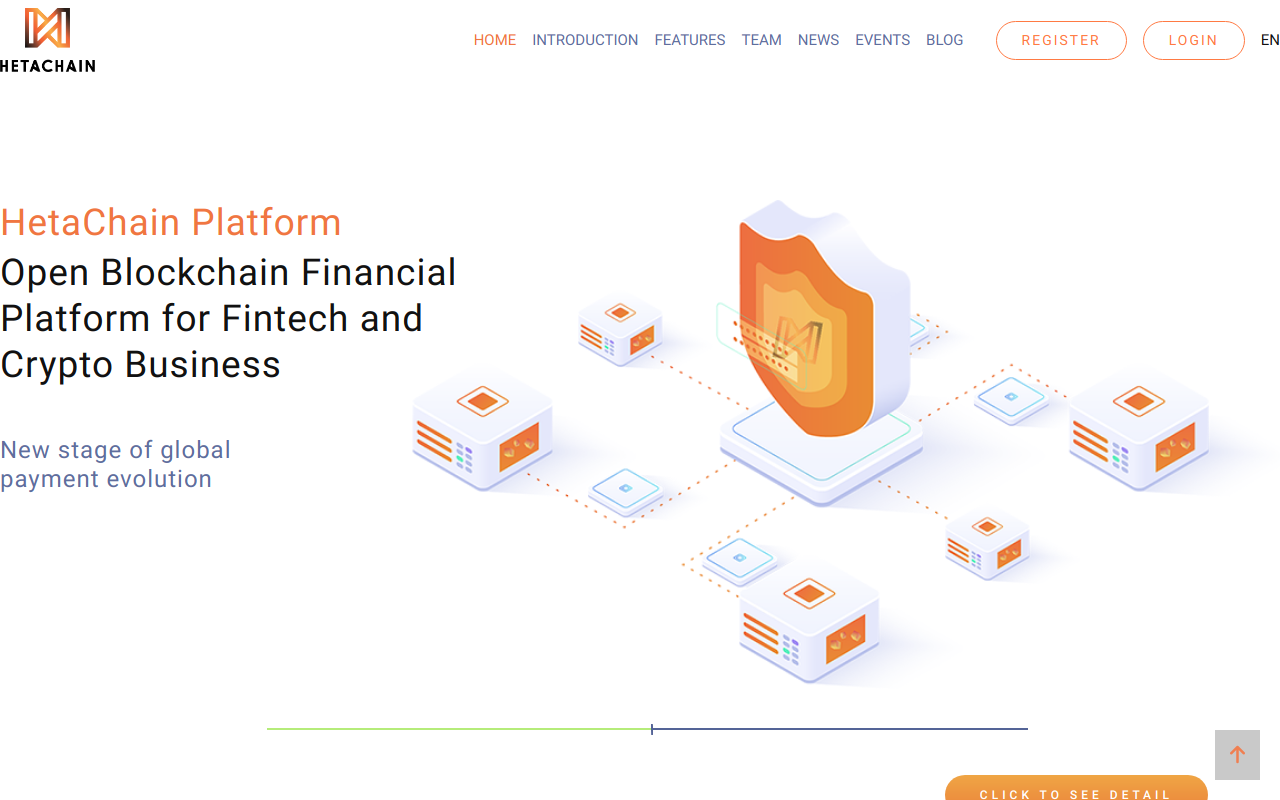 HETACHAIN
HOME INTRODUCTION FEATURES TEAM NEWS EVENTS BLOG REGISTER LOGIN EN
HetaChain Platform
Open Blockchain Financial
Platform for Fintech and
Crypto Business
New stage of global
payment evolution
CLICK TO SEE DETAIL